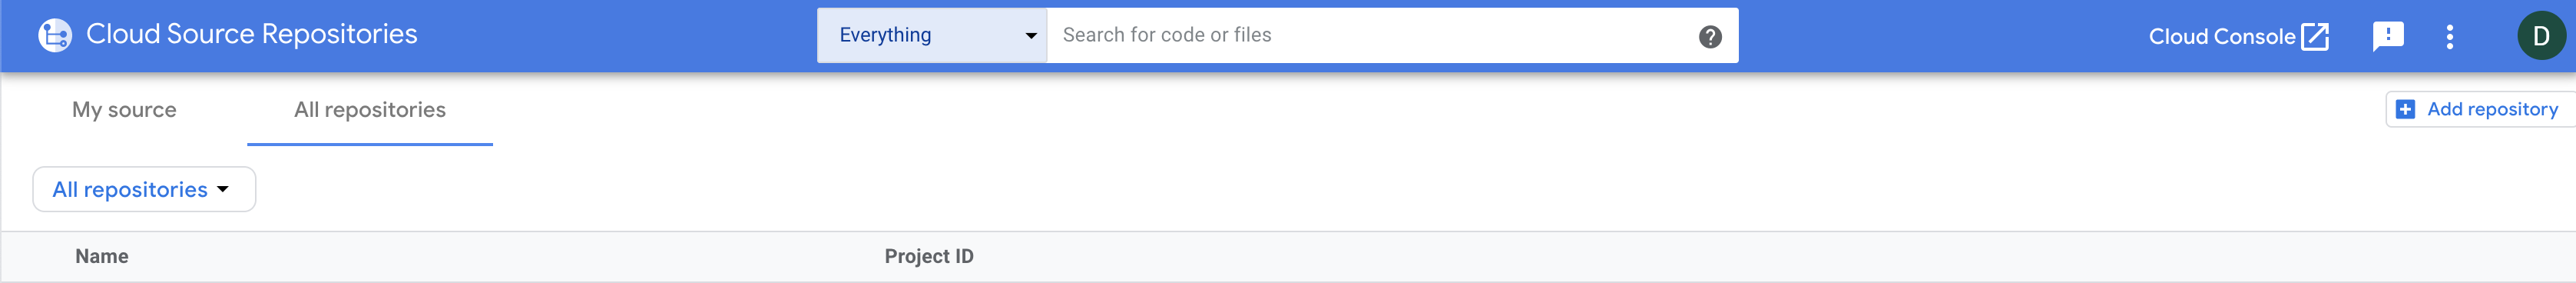 Cloud Source Repositories
Everything
Search for code or files
?
Cloud Console
!
D
My source
All repositories
Add repository
All repositories
Name
Project ID